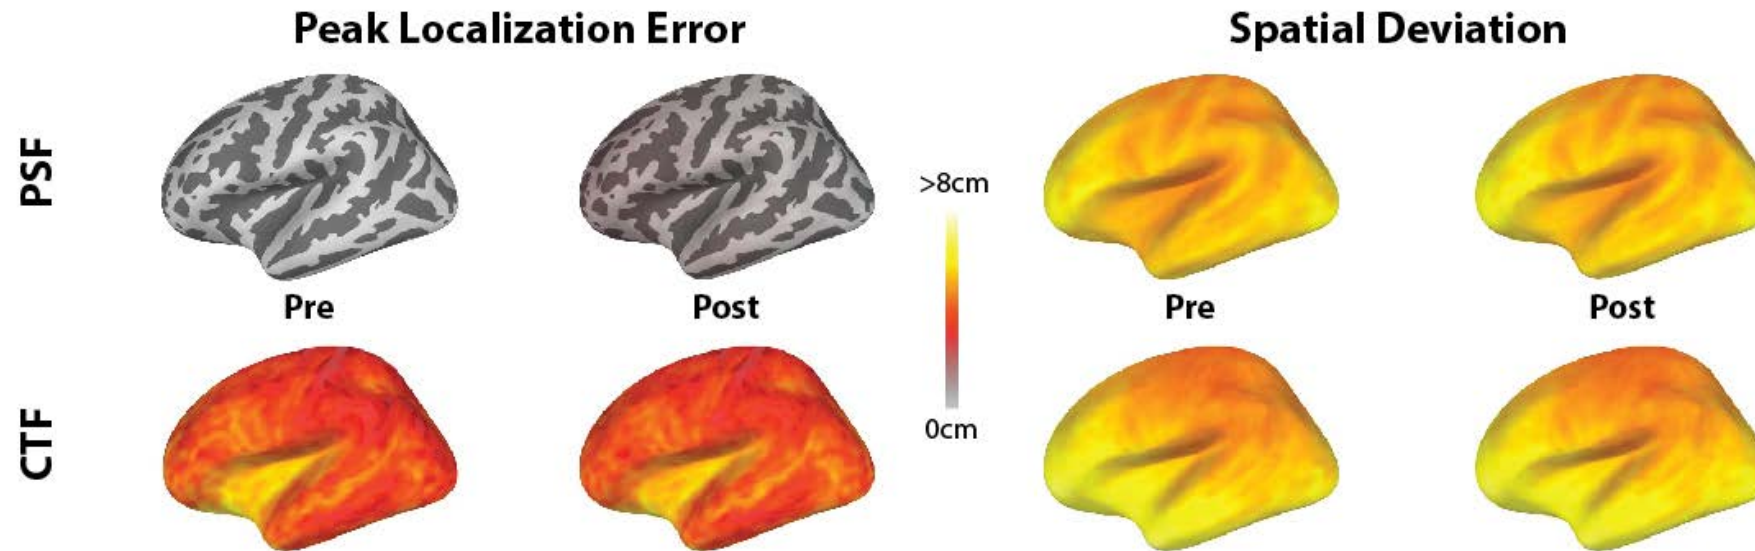 Peak Localization Error
Spatial Deviation
PSF
>8cm
Pre
Post
Pre
Post
CTF
0cm